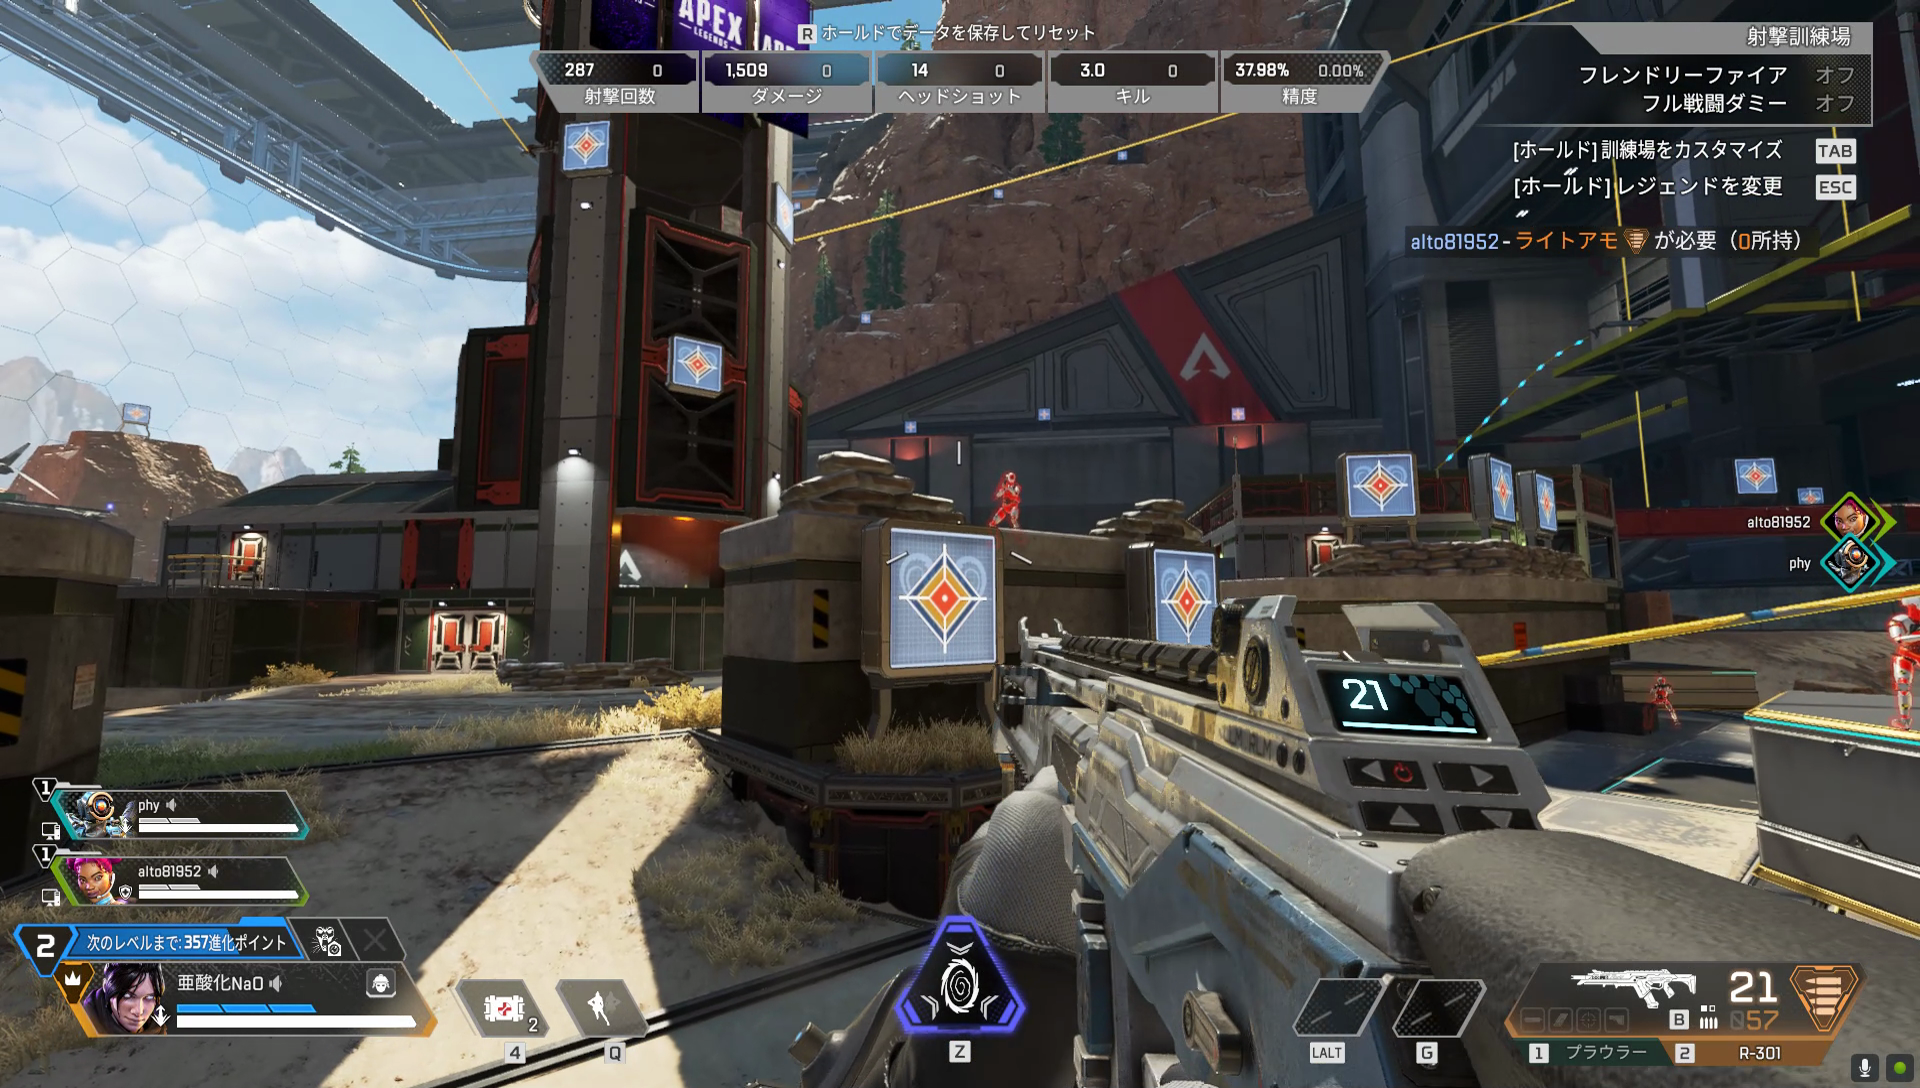 APEX
LEGENDS
R ホールドでデータを保存してリセット
287 0
射撃回数
1,509 0
ダメージ
14 0
ヘッドショット
3.0 0
キル
37.98% 0.00%
精度
射撃訓練場
フレンドリーファイア オフ
フル戦闘ダミー オフ
[ホールド]訓練場をカスタマイズ TAB
[ホールド]レジェンドを変更 ESC
alto81952 - ライトアモ が必要（0所持）
alto81952
phy
21
1 phy
1 alto81952
2 次のレベルまで:357進化ポイント
亜酸化NaO
2
4
Q
Z
LALT
G
21
B 057
1 プラウラー
2 R-301